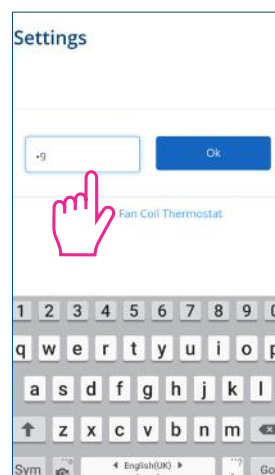 Settings
•9 Ok
Fan Coil Thermostat
1 2 3 4 5 6 7 8 9 0
q w e r t y u i o p
a s d f g h j k l
z x c v b n m
Sym English(UK) Go